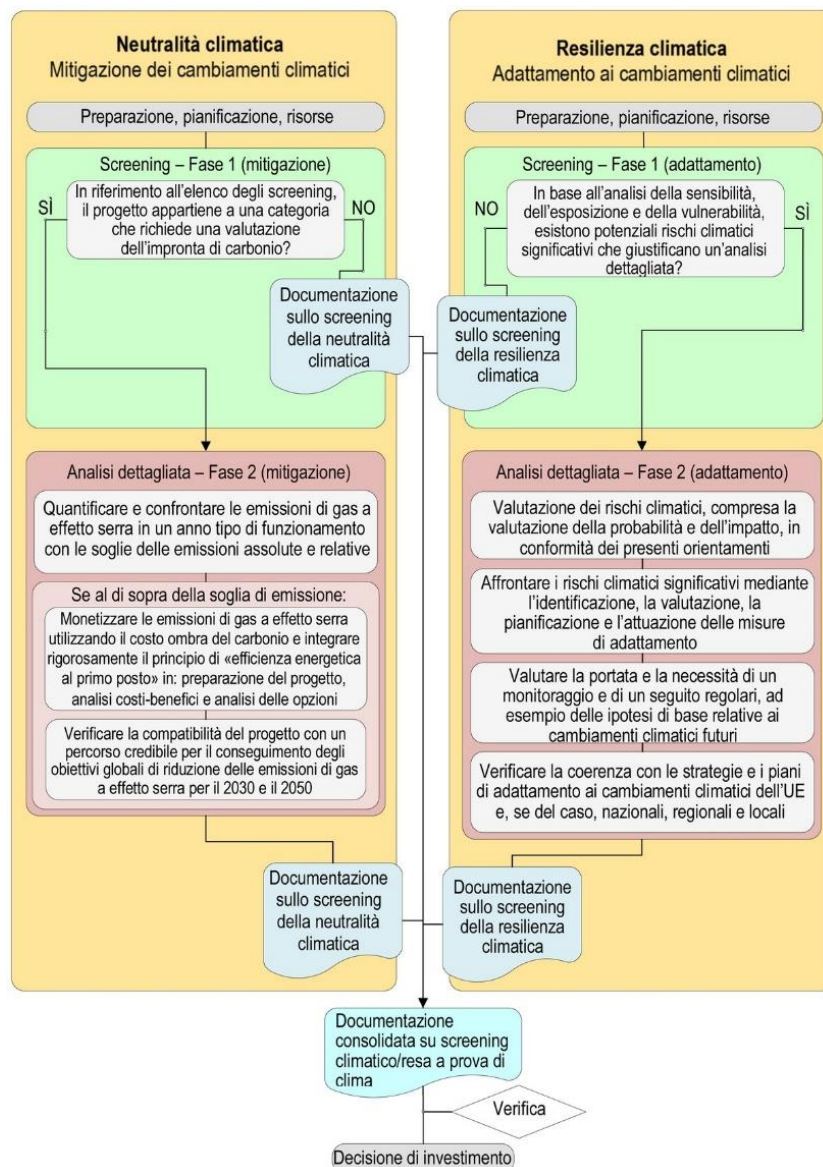 Neutralità climatica
Mitigazione dei cambiamenti climatici
Preparazione, pianificazione, risorse
Screening – Fase 1 (mitigazione)
In riferimento all'elenco degli screening,
il progetto appartiene a una categoria
che richiede una valutazione
dell'impronta di carbonio?
SÌ
NO
Documentazione
sullo screening
della neutralità
climatica
Analisi dettagliata – Fase 2 (mitigazione)
Quantificare e confrontare le emissioni di gas a
effetto serra in un anno tipo di funzionamento
con le soglie delle emissioni assolute e relative
Se al di sopra della soglia di emissione:
Monetizzare le emissioni di gas a effetto serra
utilizzando il costo ombra del carbonio e integrare
rigorosamente il principio di «efficienza energetica
al primo posto» in: preparazione del progetto,
analisi costi-benefici e analisi delle opzioni
Verificare la compatibilità del progetto con un
percorso credibile per il conseguimento degli
obiettivi globali di riduzione delle emissioni di gas
a effetto serra per il 2030 e il 2050
Documentazione
sullo screening
della neutralità
climatica
Resilienza climatica
Adattamento ai cambiamenti climatici
Preparazione, pianificazione, risorse
Screening – Fase 1 (adattamento)
In base all'analisi della sensibilità,
dell'esposizione e della vulnerabilità,
esistono potenziali rischi climatici
significativi che giustificano un'analisi
dettagliata?
NO
SÌ
Documentazione
sullo screening
della resilienza
climatica
Analisi dettagliata – Fase 2 (adattamento)
Valutazione dei rischi climatici, compresa la
valutazione della probabilità e dell'impatto, in
conformità dei presenti orientamenti
Affrontare i rischi climatici significativi mediante
l'identificazione, la valutazione, la
pianificazione e l'attuazione delle misure
di adattamento
Valutare la portata e la necessità di un
monitoraggio e di un seguito regolari, ad
esempio delle ipotesi di base relative ai
cambiamenti climatici futuri
Verificare la coerenza con le strategie e i piani
di adattamento ai cambiamenti climatici dell'UE
e, se del caso, nazionali, regionali e locali
Documentazione
sullo screening
della resilienza
climatica
Documentazione
consolidata su screening
climatico/resa a prova di
clima
Verifica
Decisione di investimento